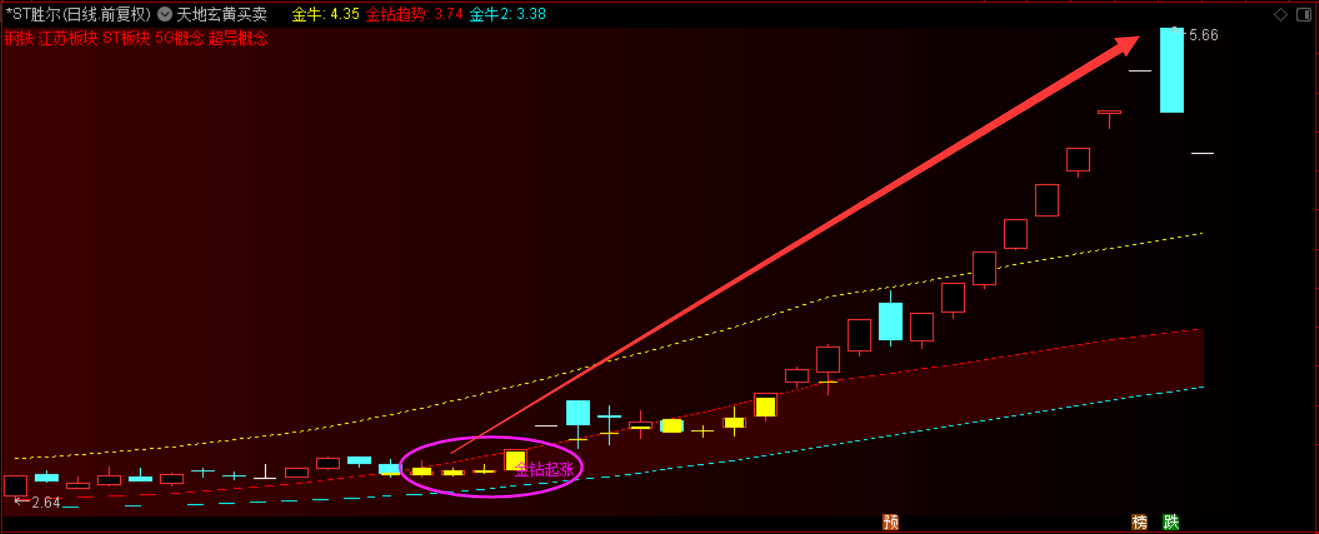 *ST胜尔(日线.前复权) 天地玄黄买卖 金牛: 4.35 金钻趋势: 3.74 金牛2: 3.38
钢铁 江苏板块 ST板块 5G概念 超导概念
5.66
金钻起涨
2.64
预 榜 跌